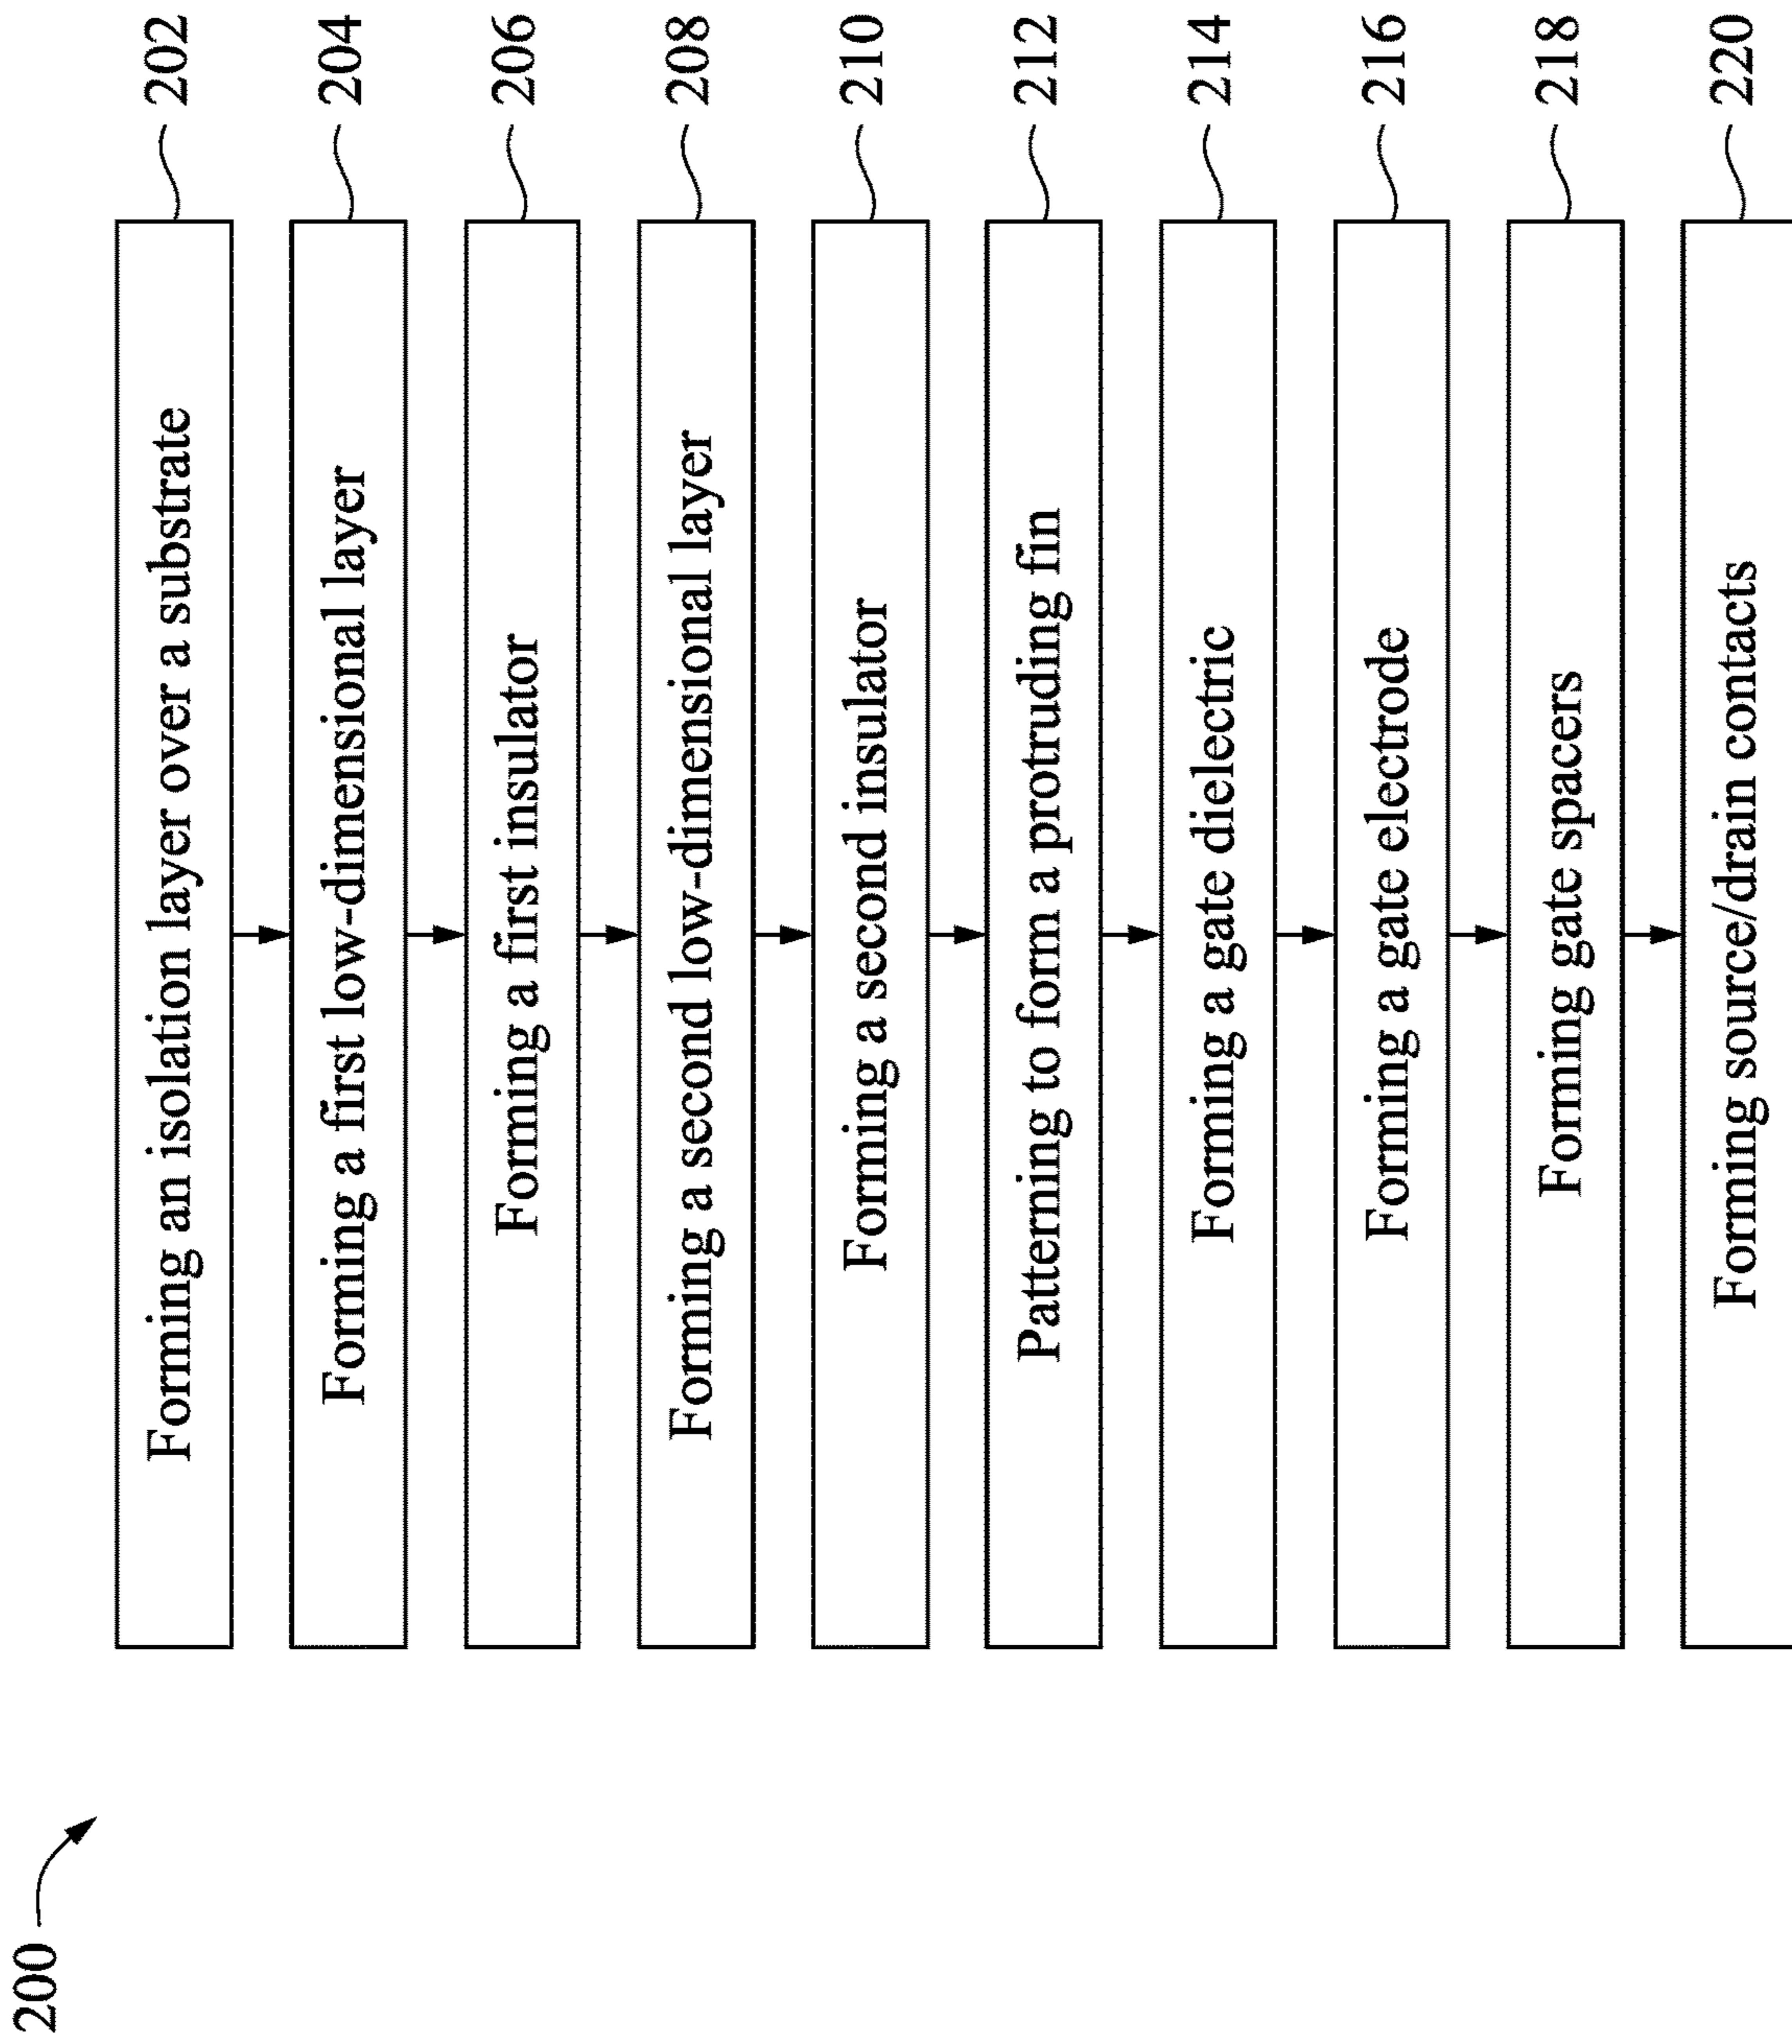 200
Forming an isolation layer over a substrate 202
Forming a first low-dimensional layer 204
Forming a first insulator 206
Forming a second low-dimensional layer 208
Forming a second insulator 210
Patterning to form a protruding fin 212
Forming a gate dielectric 214
Forming a gate electrode 216
Forming gate spacers 218
Forming source/drain contacts 220